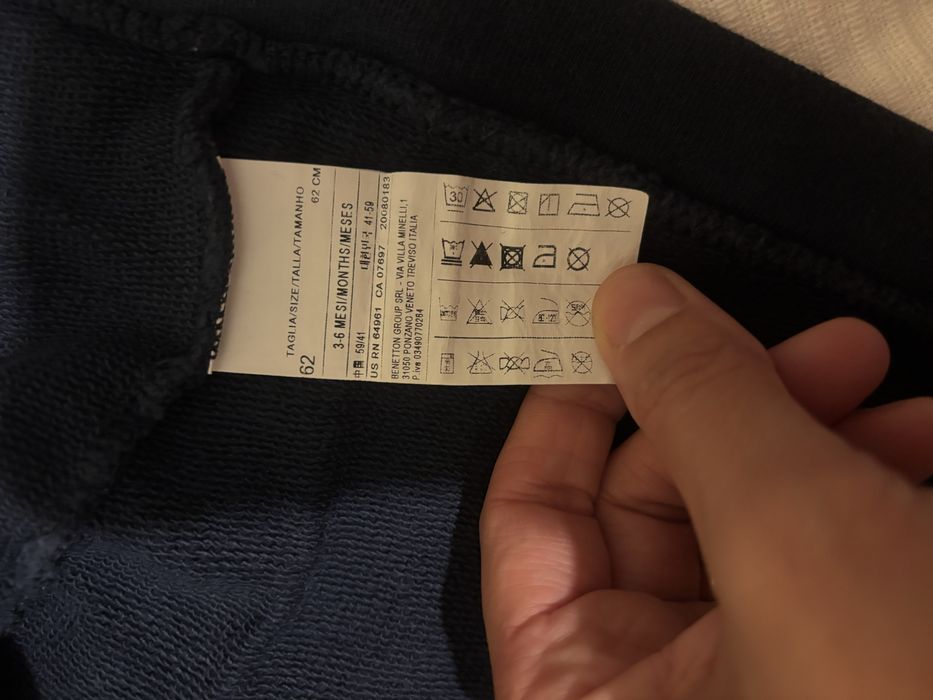 TAGLIA/SIZE/TALLA/TAMANHO
62 62 CM
3-6 MESI/MONTHS/MESES
中国 59/41 대한민국 41-59
US RN 64961 CA 07697 20080183
BENETTON GROUP SRL - VIA VILLA MINELLI,1
31050 PONZANO VENETO TREVISO ITALIA
P.iva 03490770264
30